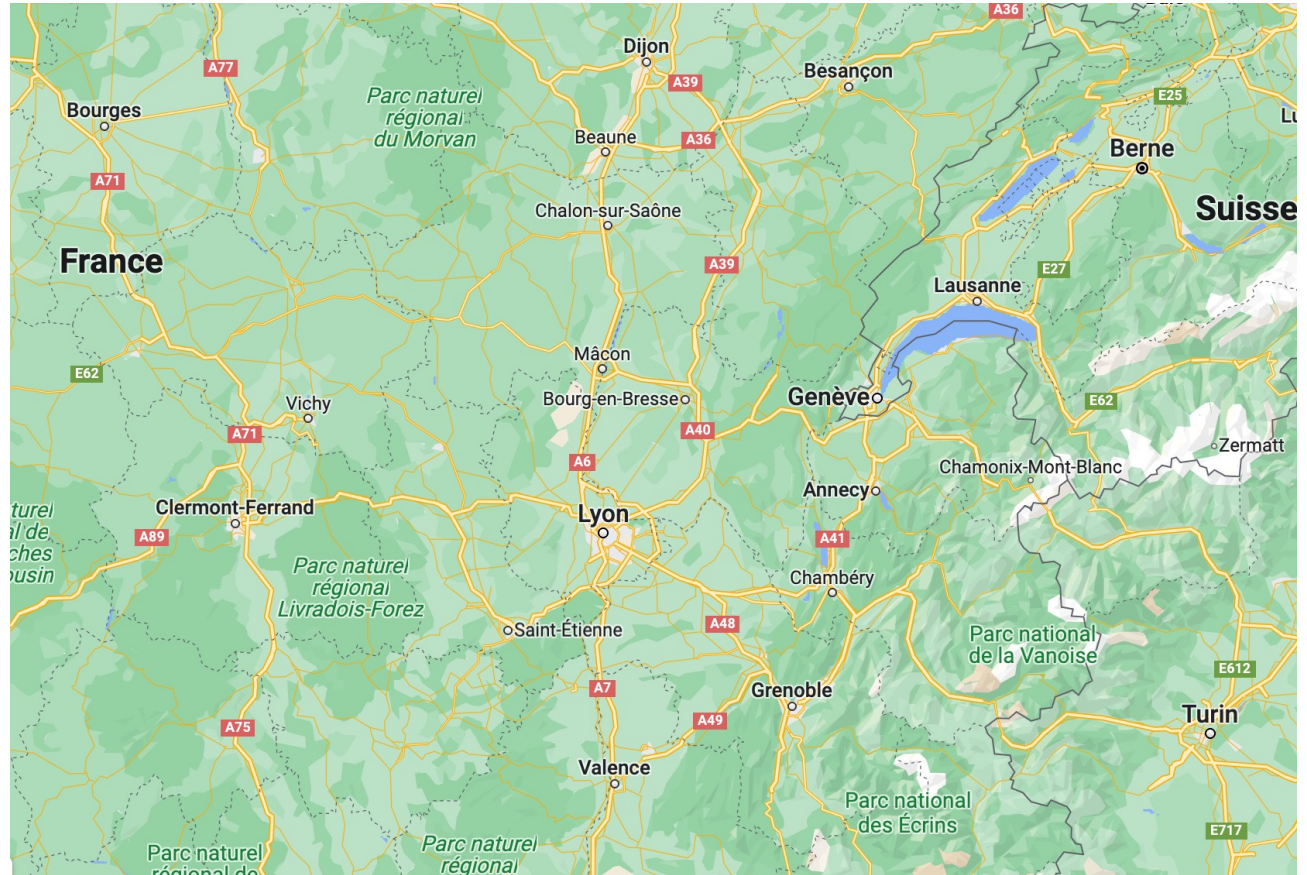 A36
Dijon
A77
Besançon
A39
Parc naturel
régional
du Morvan
E25
Bourges
Beaune
A36
Berne
A71
Chalon-sur-Saône
Suisse
France
A39
E27
Lausanne
Mâcon
E62
Bourg-en-Bresse
Genève
E62
Vichy
A71
A40
Zermatt
A6
Chamonix-Mont-Blanc
Annecy
Clermont-Ferrand
Lyon
A89
A41
Parc naturel
régional
Livradois-Forez
Chambéry
Saint-Étienne
A48
Parc national
de la Vanoise
E612
A7
Grenoble
A49
Turin
A75
Valence
Parc national
des Écrins
E717
Parc naturel
régional
Parc naturel
régional de